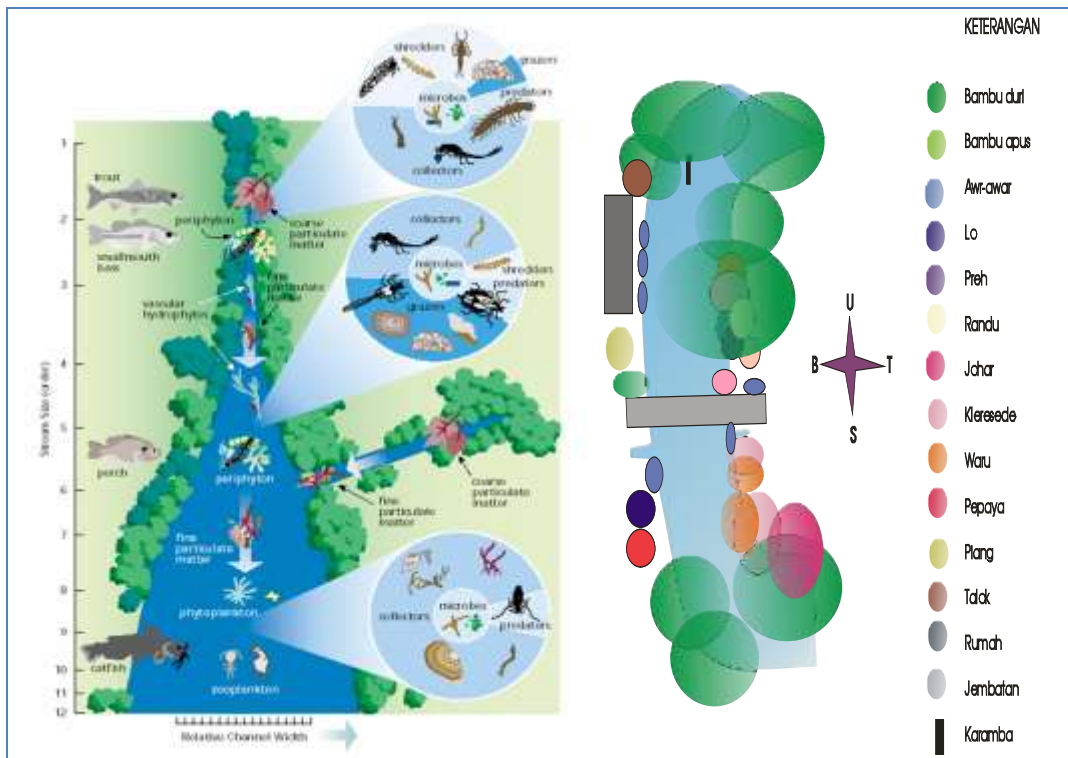 shredders
grazers
predators
microbes
collectors
1
trout
2
periphyton
coarse
particulate
matter
smallmouth
bass
collectors
microbes
shredders
predators
grazers
fine
particulate
matter
3
vascular
hydrophytes
4
Stream Size (order)
5
perch
periphyton
6
fine
particulate
matter
coarse
particulate
matter
7
fine
particulate
matter
8
phytoplankton
collectors
microbes
predators
9
catfish
10
zooplankton
11
12
Relative Channel Width
U
B
T
S
KETERANGAN
Bambu duri
Bambu apus
Awr-awar
Lo
Preh
Randu
Johar
Kleresede
Waru
Pepaya
Plang
Talok
Rumah
Jembatan
Karamba